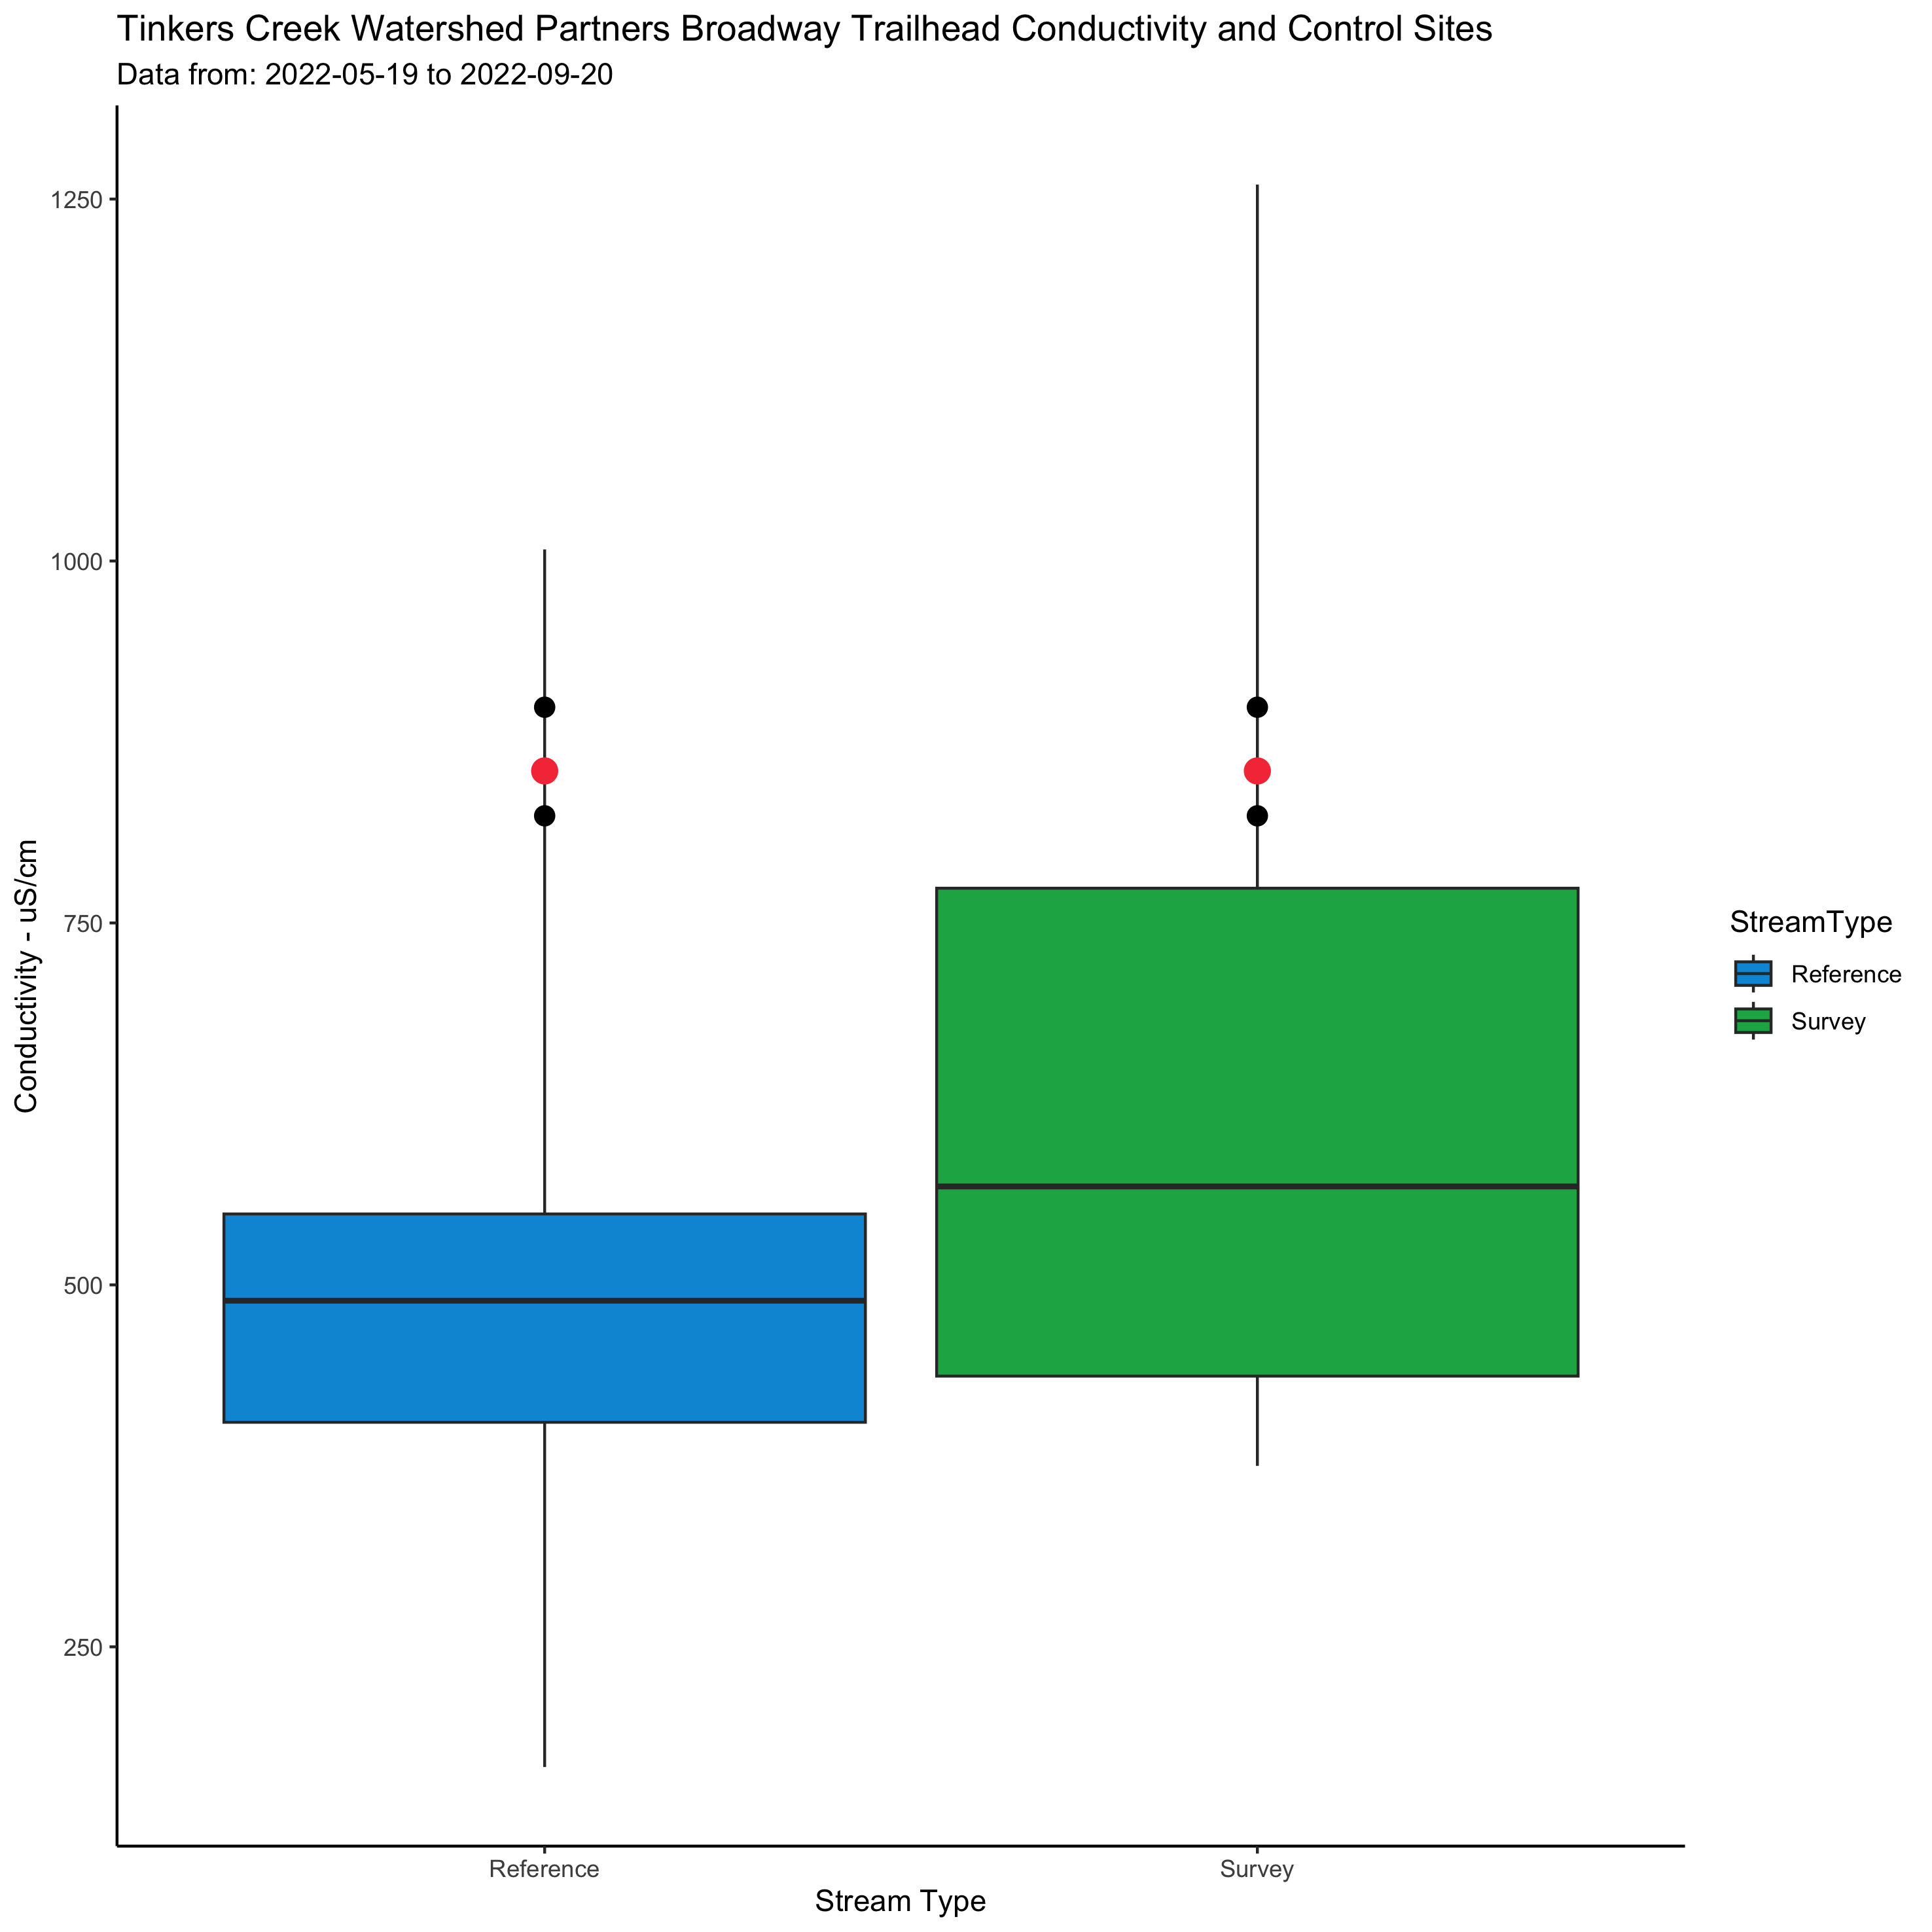 Tinkers Creek Watershed Partners Broadway Trailhead Conductivity and Control Sites
Data from: 2022-05-19 to 2022-09-20
Conductivity - uS/cm
1250
1000
750
500
250
Reference
Survey
Stream Type
StreamType
Reference
Survey